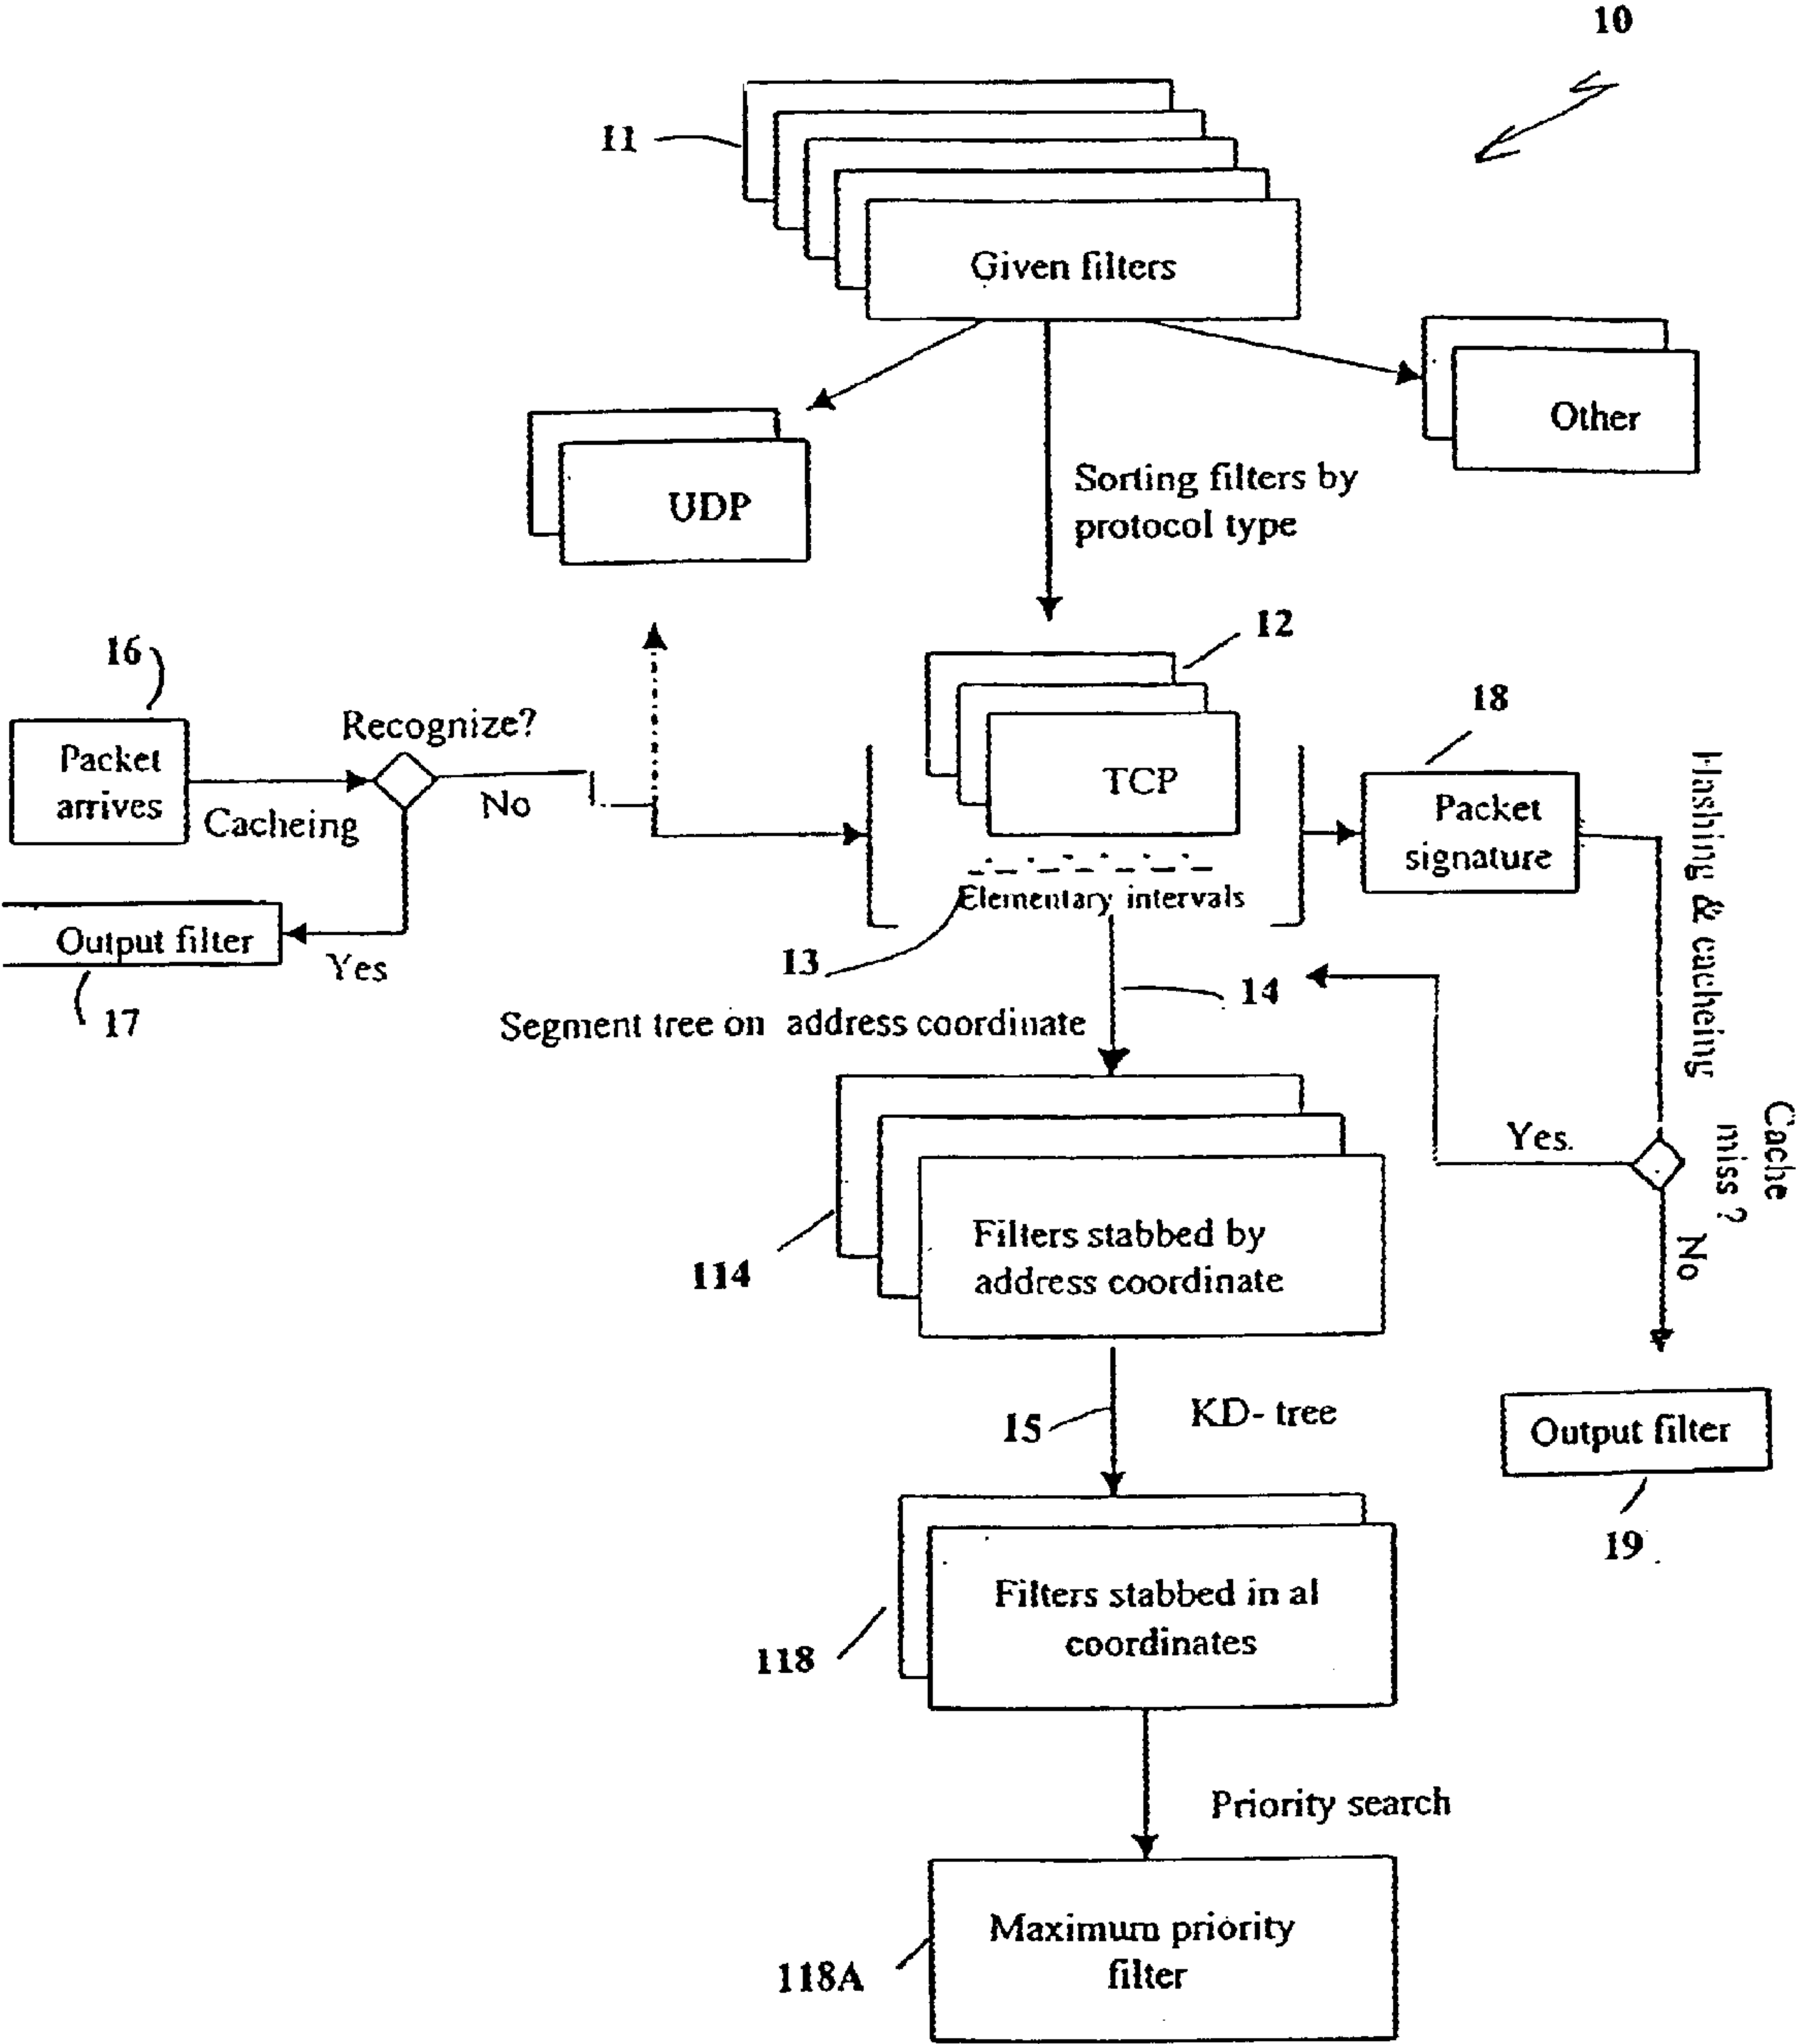 10
11
Given filters
Other
UDP
Sorting filters by
protocol type
12
16
18
Recognize?
Packet
arrives
Cacheing
No
TCP
Packet
signature
Hashing & cacheing
Elementary intervals
Output filter
Yes
13
14
17
Segment tree on address coordinate
Cache
miss ?
Yes.
No
Filters stabbed by
address coordinate
114
15
KD- tree
Output filter
19
Filters stabbed in al
coordinates
118
Priority search
Maximum priority
filter
118A